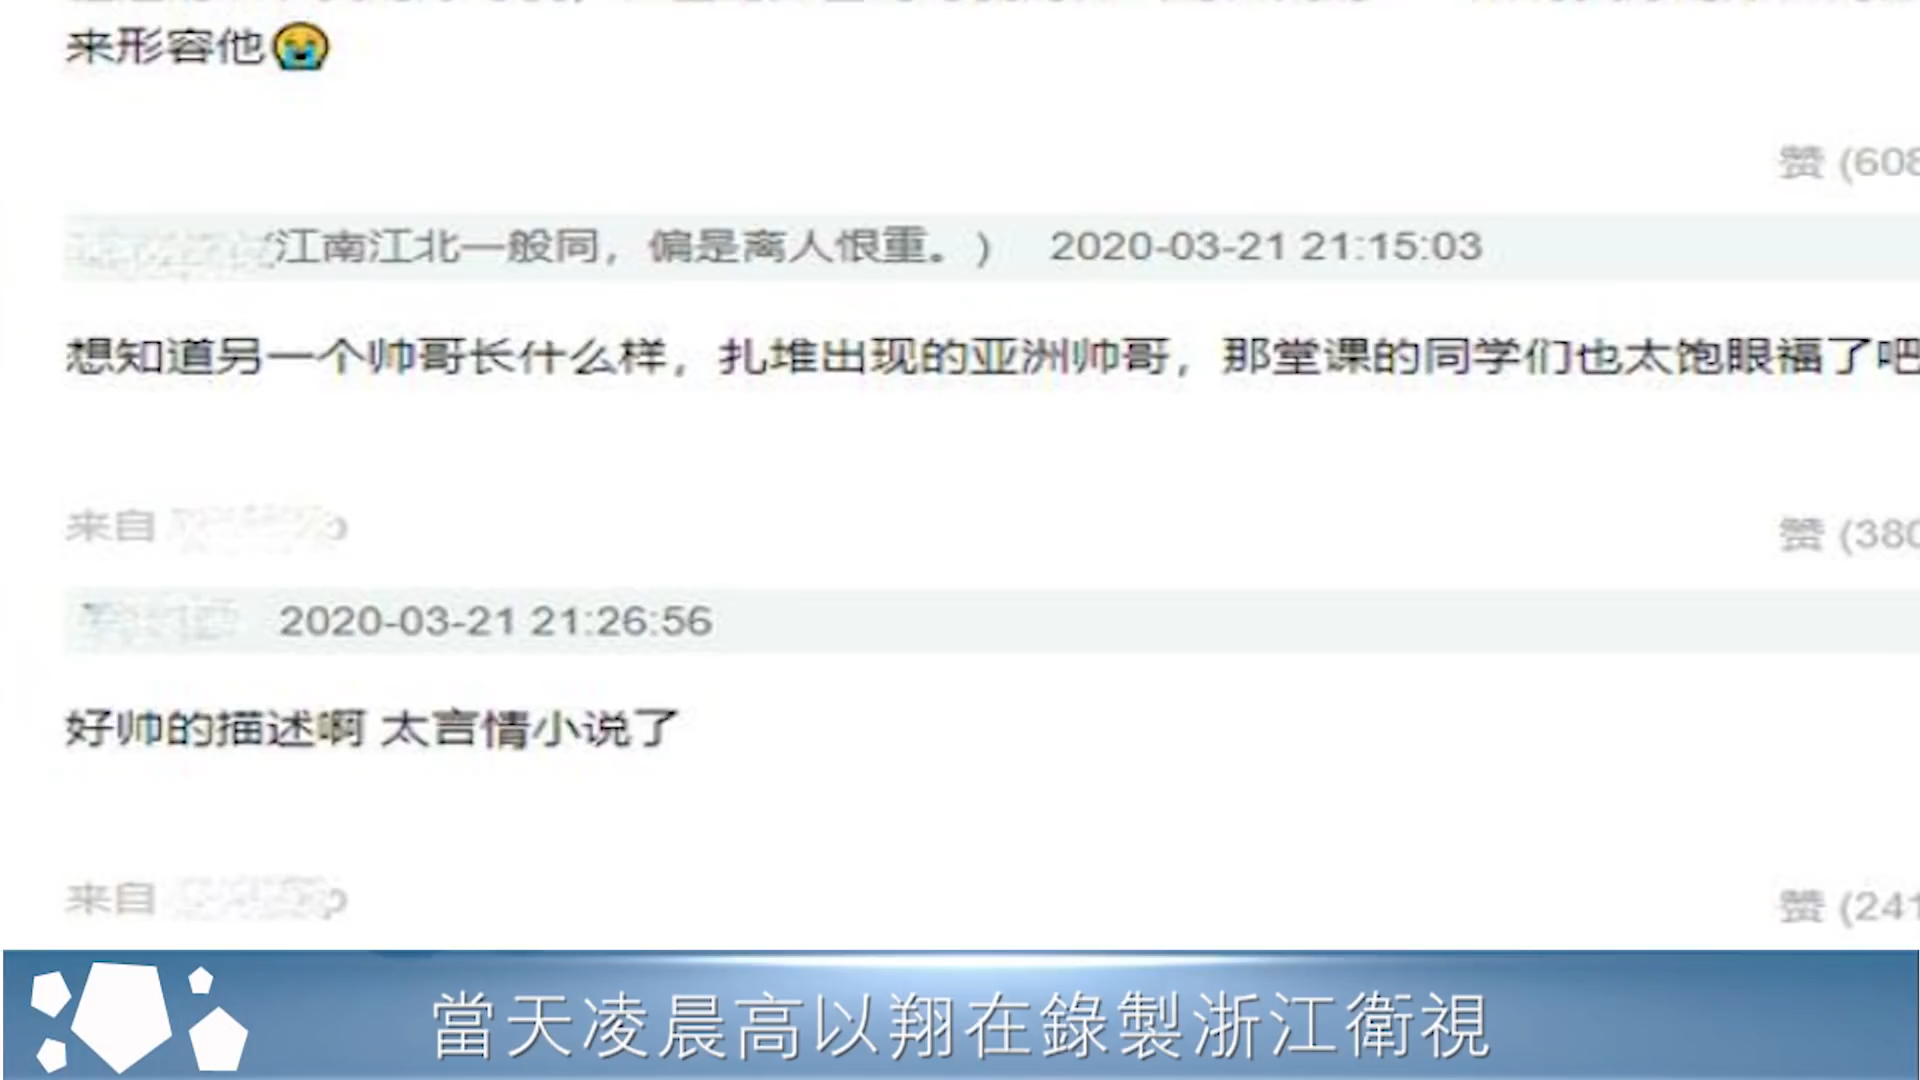 来形容他😭
赞 (608
江南江北一般同，偏是离人恨重。） 2020-03-21 21:15:03
想知道另一个帅哥长什么样，扎堆出现的亚洲帅哥，那堂课的同学们也太饱眼福了吧
来自
赞 (380
2020-03-21 21:26:56
好帅的描述啊 太言情小说了
来自
赞 (241
當天凌晨高以翔在錄製浙江衛視